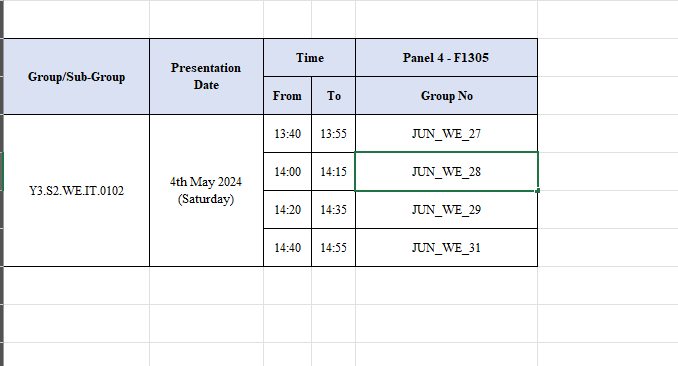 Group/Sub-Group
Presentation
Date
Time
Panel 4 - F1305
From
To
Group No
Y3.S2.WE.IT.0102
4th May 2024
(Saturday)
13:40 13:55 JUN_WE_27
14:00 14:15 JUN_WE_28
14:20 14:35 JUN_WE_29
14:40 14:55 JUN_WE_31